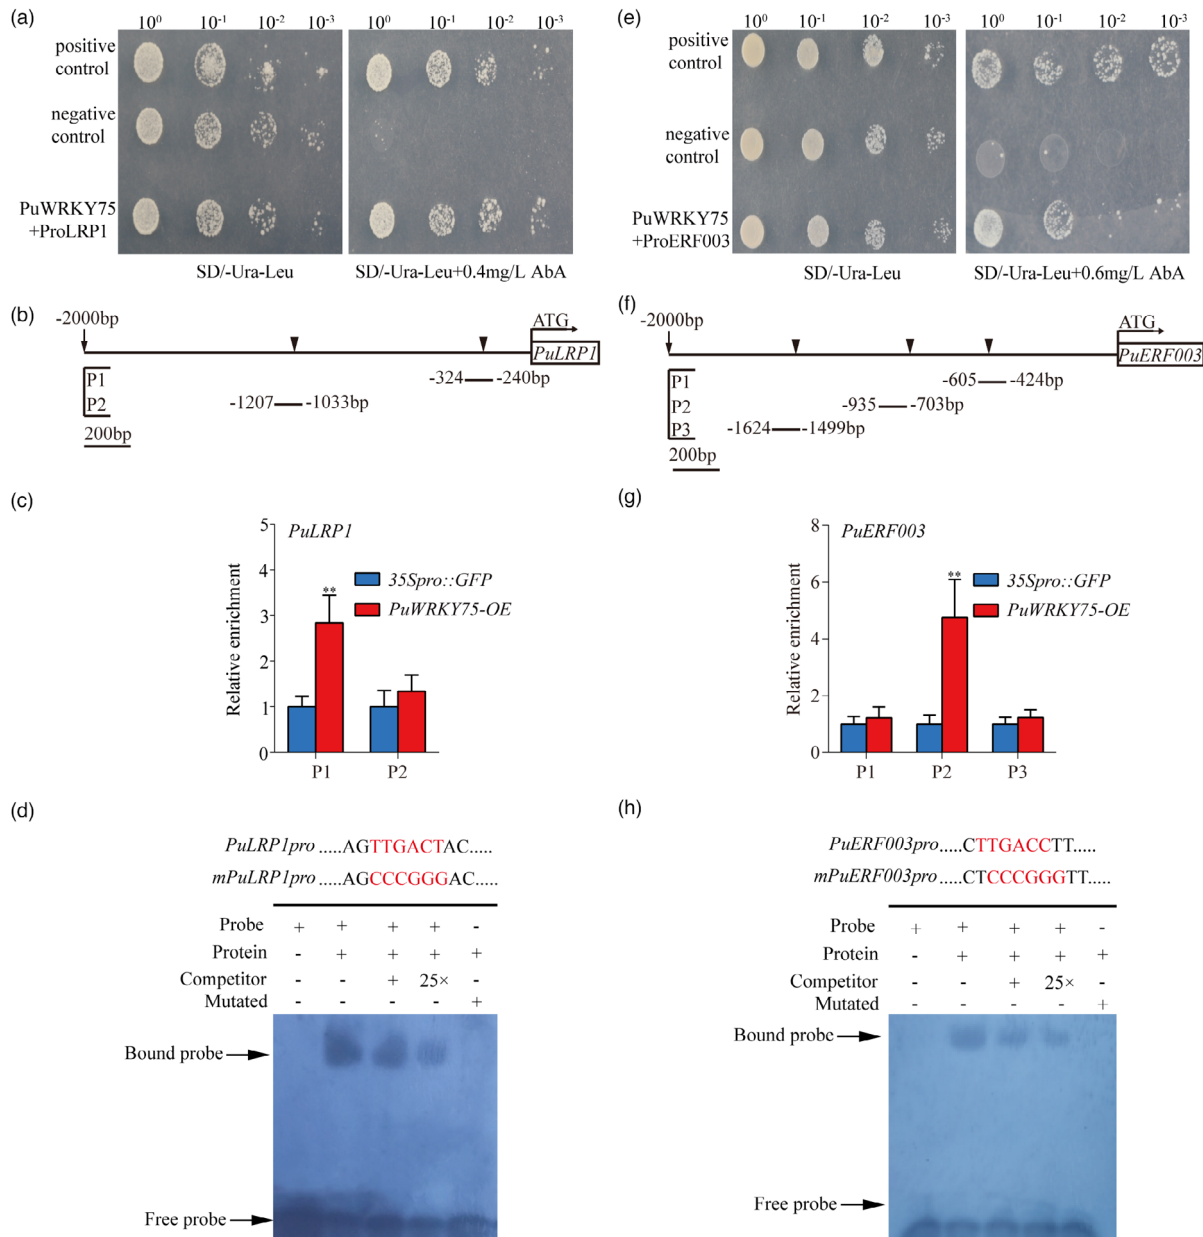 (a)
10⁰ 10⁻¹ 10⁻² 10⁻³ 10⁰ 10⁻¹ 10⁻² 10⁻³
positive
control
negative
control
PuWRKY75
+ProLRP1
SD/-Ura-Leu SD/-Ura-Leu+0.4mg/L AbA
(b)
-2000bp
ATG
PuLRP1
P1 -324 -240bp
P2 -1207 -1033bp
200bp
(c)
PuLRP1
35Spro::GFP
PuWRKY75-OE
Relative enrichment
5
4
3
2
1
0
**
P1 P2
(d)
PuLRP1pro .....AGTTGACTAC.....
mPuLRP1pro .....AGCCCGGGAC.....
Probe + + + + -
Protein - + + + +
Competitor - - + 25× -
Mutated - - - - +
Bound probe
Free probe
(e)
10⁰ 10⁻¹ 10⁻² 10⁻³ 10⁰ 10⁻¹ 10⁻² 10⁻³
positive
control
negative
control
PuWRKY75
+ProERF003
SD/-Ura-Leu SD/-Ura-Leu+0.6mg/L AbA
(f)
-2000bp
ATG
PuERF003
P1 -605 -424bp
P2 -935 -703bp
P3 -1624 -1499bp
200bp
(g)
PuERF003
35Spro::GFP
PuWRKY75-OE
Relative enrichment
8
6
4
2
0
**
P1 P2 P3
(h)
PuERF003pro.....CTTGACCTT.....
mPuERF003pro.....CTCCCGGGTT.....
Probe + + + + -
Protein - + + + +
Competitor - - + 25× -
Mutated - - - - +
Bound probe
Free probe